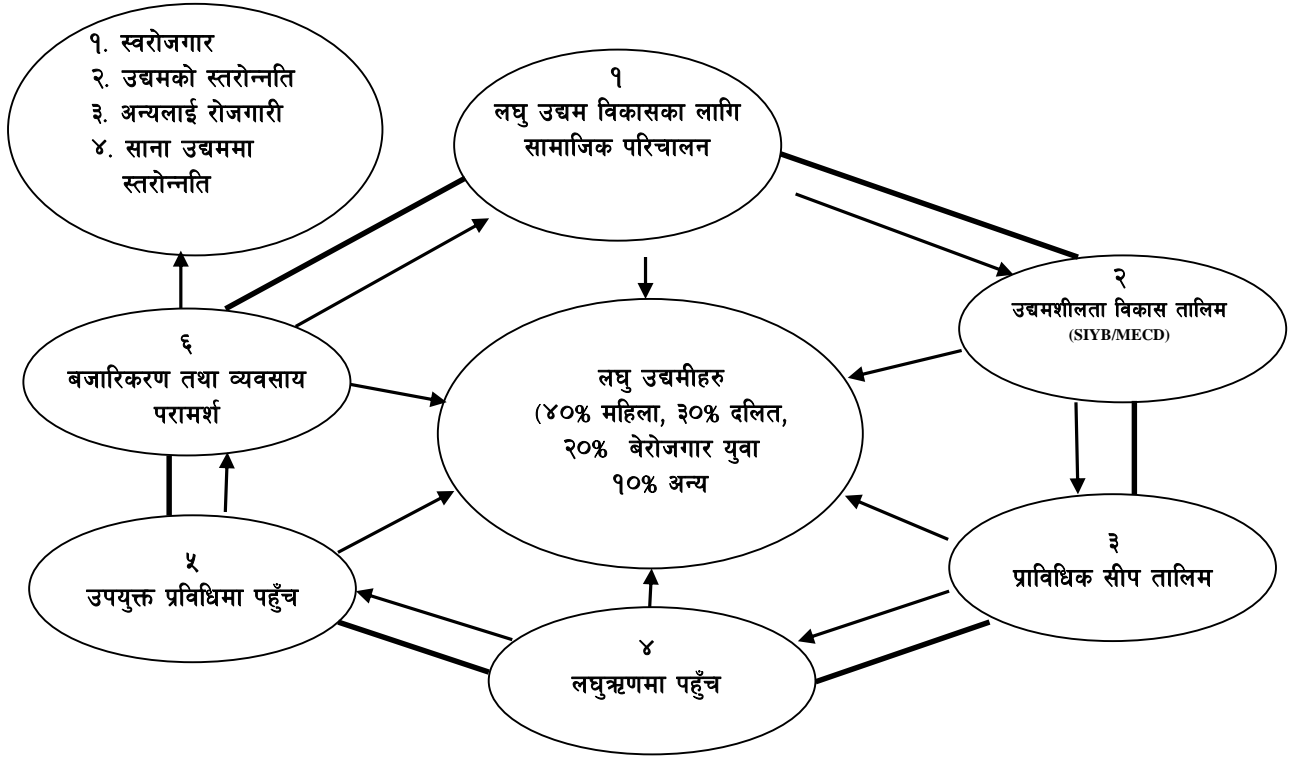 १. स्वरोजगार
२. उद्यमको स्तरोन्नति
३. अन्यलाई रोजगारी
४. साना उद्यममा
स्तरोन्नति
१
लघु उद्यम विकासका लागि
सामाजिक परिचालन
२
उद्यमशीलता विकास तालिम
(SIYB/MECD)
६
बजारिकरण तथा व्यवसाय
परामर्श
लघु उद्यमीहरु
(४०% महिला, ३०% दलित,
२०% बेरोजगार युवा
१०% अन्य
३
प्राविधिक सीप तालिम
५
उपयुक्त प्रविधिमा पहुँच
४
लघुऋणमा पहुँच